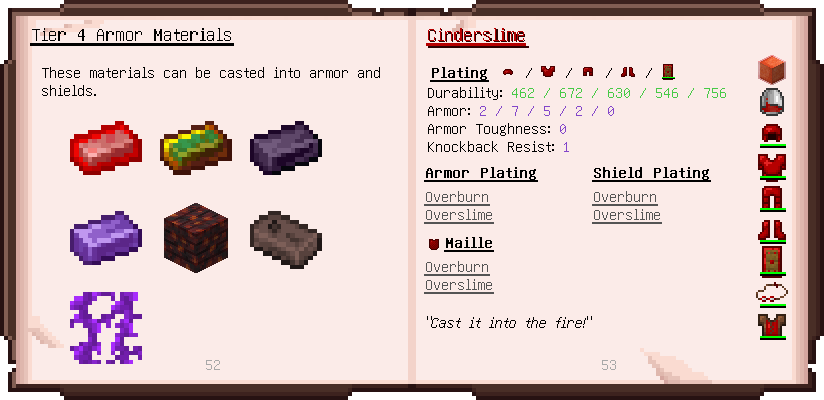 Tier 4 Armor Materials
These materials can be casted into armor and
shields.
52
Cinderslime
Plating / / / /
Durability: 462 / 672 / 630 / 546 / 756
Armor: 2 / 7 / 5 / 2 / 0
Armor Toughness: 0
Knockback Resist: 1
Armor Plating
Overburn
Overslime
Shield Plating
Overburn
Overslime
Maille
Overburn
Overslime
"Cast it into the fire!"
53